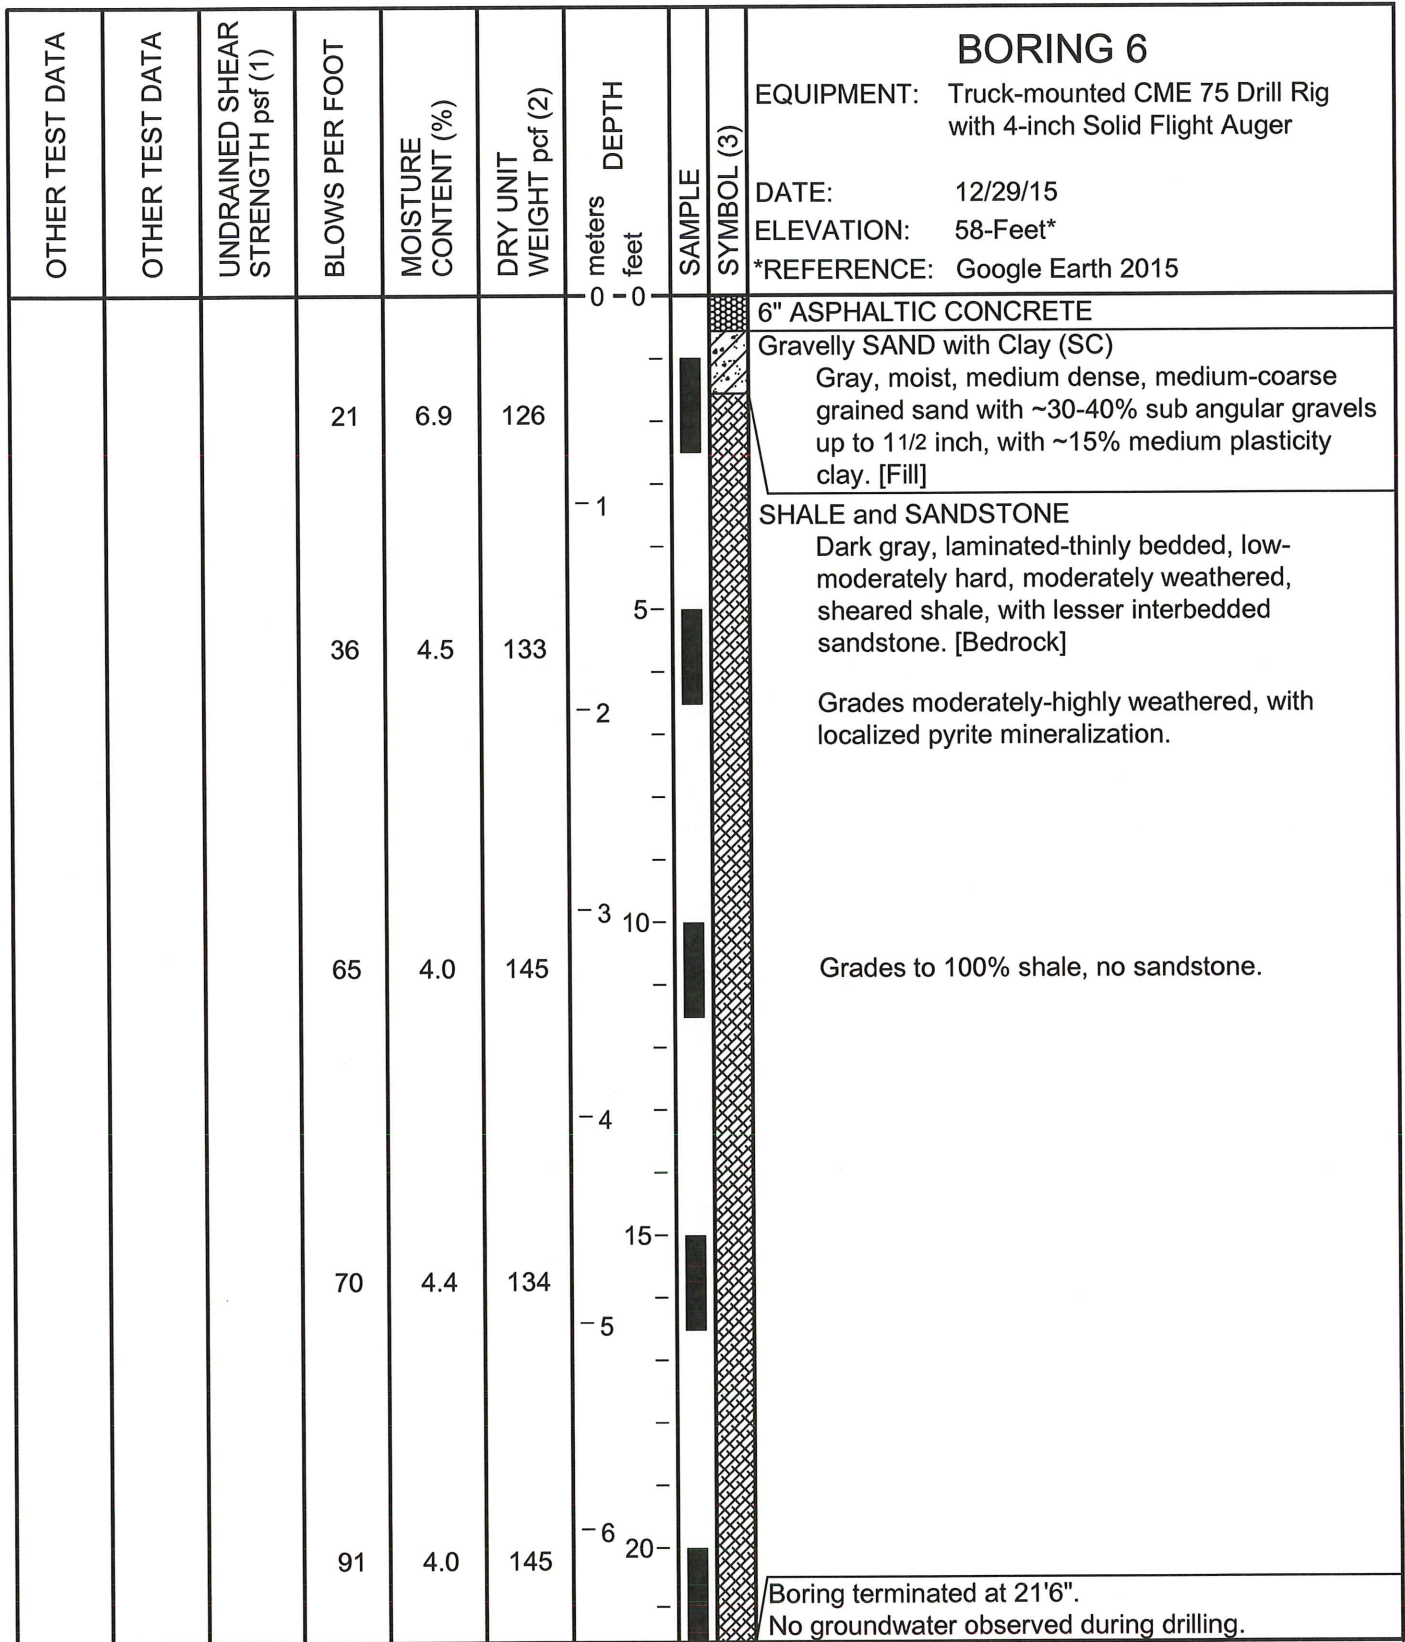 OTHER TEST DATA
OTHER TEST DATA
UNDRAINED SHEAR
STRENGTH psf (1)
BLOWS PER FOOT
MOISTURE
CONTENT (%)
DRY UNIT
WEIGHT pcf (2)
meters
feet
DEPTH
SAMPLE
SYMBOL (3)
BORING 6
EQUIPMENT: Truck-mounted CME 75 Drill Rig
with 4-inch Solid Flight Auger
DATE: 12/29/15
ELEVATION: 58-Feet*
*REFERENCE: Google Earth 2015
0 0
6" ASPHALTIC CONCRETE
Gravelly SAND with Clay (SC)
Gray, moist, medium dense, medium-coarse
grained sand with ~30-40% sub angular gravels
21 6.9 126
up to 1 1/2 inch, with ~15% medium plasticity
clay. [Fill]
1
SHALE and SANDSTONE
Dark gray, laminated-thinly bedded, low-
moderately hard, moderately weathered,
5
sheared shale, with lesser interbedded
sandstone. [Bedrock]
36 4.5 133
2
Grades moderately-highly weathered, with
localized pyrite mineralization.
3
10
65 4.0 145
Grades to 100% shale, no sandstone.
4
15
70 4.4 134
5
6
20
91 4.0 145
Boring terminated at 21'6".
No groundwater observed during drilling.